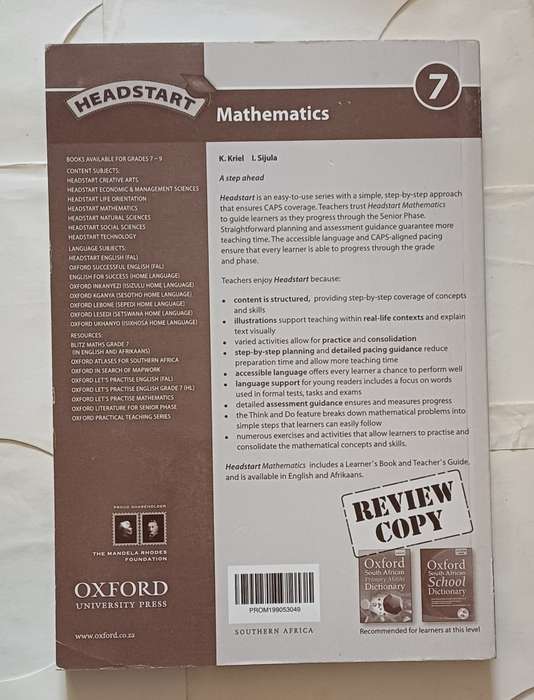 HEADSTART
7
Mathematics
BOOKS AVAILABLE FOR GRADES 7 – 9
CONTENT SUBJECTS:
HEADSTART CREATIVE ARTS
HEADSTART ECONOMIC & MANAGEMENT SCIENCES
HEADSTART LIFE ORIENTATION
HEADSTART MATHEMATICS
HEADSTART NATURAL SCIENCES
HEADSTART SOCIAL SCIENCES
HEADSTART TECHNOLOGY
LANGUAGE SUBJECTS:
HEADSTART ENGLISH (FAL)
OXFORD SUCCESSFUL ENGLISH (FAL)
ENGLISH FOR SUCCESS (HOME LANGUAGE)
OXFORD INKANYEZI (ISIZULU HOME LANGUAGE)
OXFORD KGANYA (SESOTHO HOME LANGUAGE)
OXFORD LEBONE (SEPEDI HOME LANGUAGE)
OXFORD LESEDI (SETSWANA HOME LANGUAGE)
OXFORD UKHANYO (ISIXHOSA HOME LANGUAGE)
RESOURCES:
BLITZ MATHS GRADE 7
(IN ENGLISH AND AFRIKAANS)
OXFORD ATLASES FOR SOUTHERN AFRICA
OXFORD IN SEARCH OF MAPWORK
OXFORD LET'S PRACTISE ENGLISH (FAL)
OXFORD LET'S PRACTISE ENGLISH GRADE 7 (HL)
OXFORD LET'S PRACTISE MATHEMATICS
OXFORD LITERATURE FOR SENIOR PHASE
OXFORD PRACTICAL TEACHING SERIES
PROUD SHAREHOLDER
THE MANDELA RHODES
FOUNDATION
OXFORD
UNIVERSITY PRESS
www.oxford.co.za
K. Kriel I. Sijula
A step ahead
Headstart is an easy-to-use series with a simple, step-by-step approach
that ensures CAPS coverage. Teachers trust Headstart Mathematics
to guide learners as they progress through the Senior Phase.
Straightforward planning and assessment guidance guarantee more
teaching time. The accessible language and CAPS-aligned pacing
ensure that every learner is able to progress through the grade
and phase.
Teachers enjoy Headstart because:
• content is structured, providing step-by-step coverage of concepts
and skills
• illustrations support teaching within real-life contexts and explain
text visually
• varied activities allow for practice and consolidation
• step-by-step planning and detailed pacing guidance reduce
preparation time and allow more teaching time
• accessible language offers every learner a chance to perform well
• language support for young readers includes a focus on words
used in formal tests, tasks and exams
• detailed assessment guidance ensures and measures progress
• the Think and Do feature breaks down mathematical problems into
simple steps that learners can easily follow
• numerous exercises and activities that allow learners to practise and
consolidate the mathematical concepts and skills.
Headstart Mathematics includes a Learner's Book and Teacher's Guide,
and is available in English and Afrikaans.
REVIEW
COPY
Oxford
South African
Primary Maths
Dictionary
Oxford
South African
School
Dictionary
PROM199053049
SOUTHERN AFRICA
Recommended for learners at this level